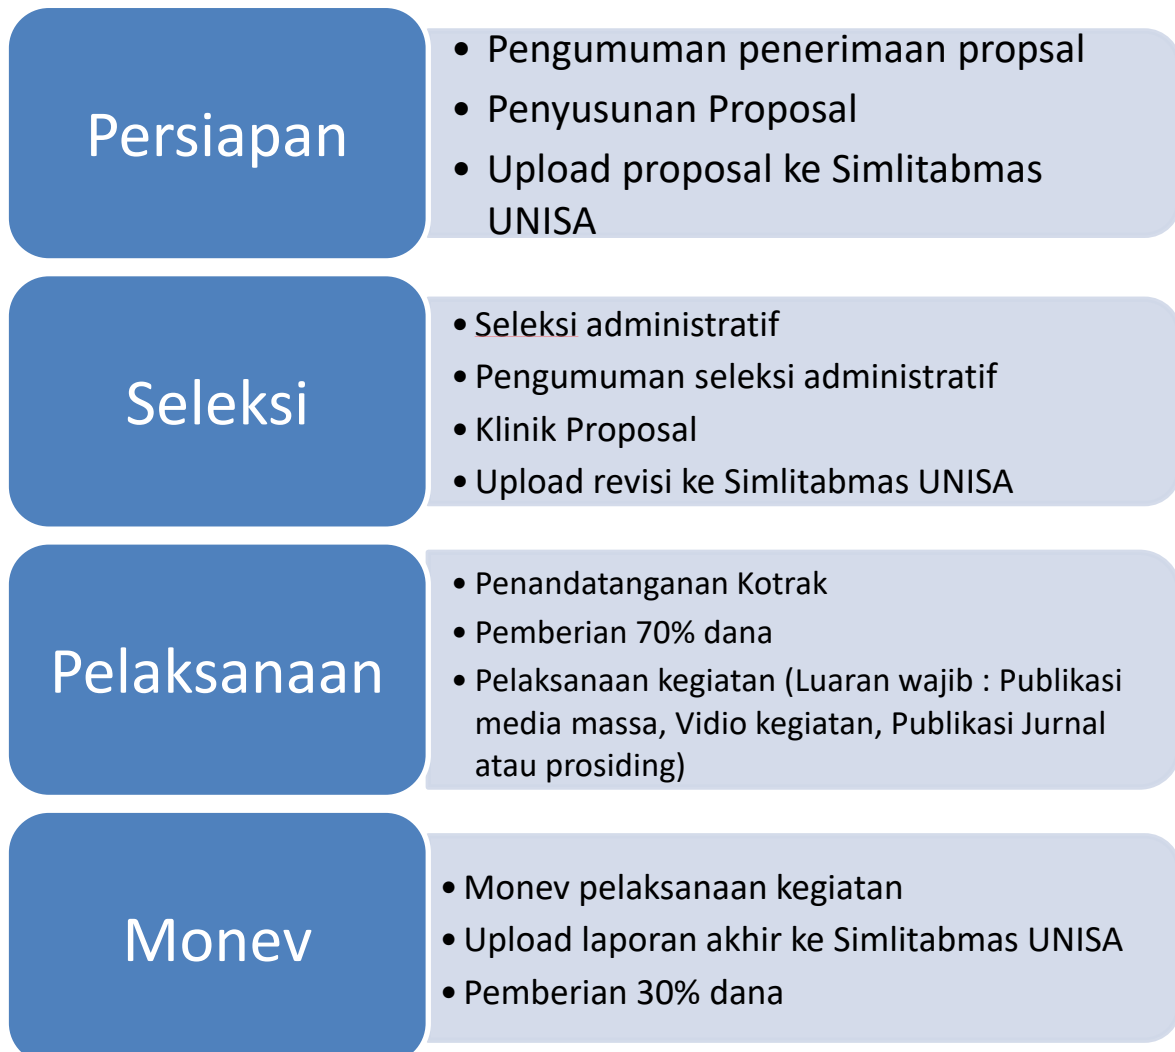 Persiapan
• Pengumuman penerimaan propsal
• Penyusunan Proposal
• Upload proposal ke Simlitabmas
UNISA
Seleksi
• Seleksi administratif
• Pengumuman seleksi administratif
• Klinik Proposal
• Upload revisi ke Simlitabmas UNISA
Pelaksanaan
• Penandatanganan Kotrak
• Pemberian 70% dana
• Pelaksanaan kegiatan (Luaran wajib : Publikasi
media massa, Vidio kegiatan, Publikasi Jurnal
atau prosiding)
Monev
• Monev pelaksanaan kegiatan
• Upload laporan akhir ke Simlitabmas UNISA
• Pemberian 30% dana